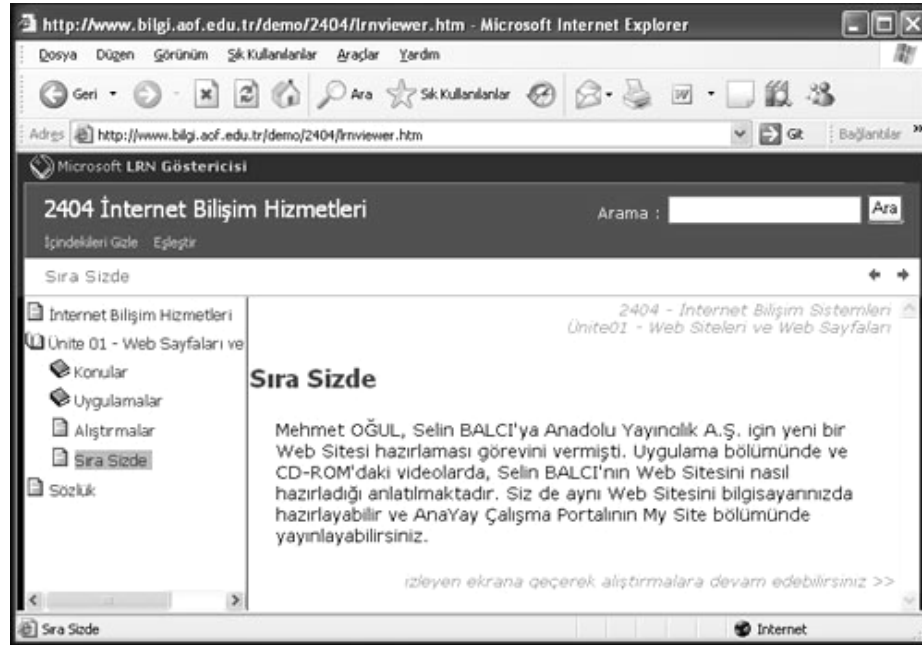 http://www.bilgi.aof.edu.tr/demo/2404/lrnviewer.htm - Microsoft Internet Explorer
Dosya Düzen Görünüm Sık Kullanılanlar Araçlar Yardım
Geri Ara Sık Kullanılanlar
Adres http://www.bilgi.aof.edu.tr/demo/2404/lrnviewer.htm Git Bağlantılar
Microsoft LRN Göstericisi
2404 İnternet Bilişim Hizmetleri Arama : Ara
İçindekileri Gizle Eşleştir
Sıra Sizde
İnternet Bilişim Hizmetleri
Ünite 01 - Web Sayfaları ve
Konular
Uygulamalar
Alıştırmalar
Sıra Sizde
Sözlük
2404 - Internet Bilişim Sistemleri
Ünite01 - Web Siteleri ve Web Sayfaları
Sıra Sizde
Mehmet OĞUL, Selin BALCI'ya Anadolu Yayıncılık A.Ş. için yeni bir
Web Sitesi hazırlaması görevini vermişti. Uygulama bölümünde ve
CD-ROM'daki videolarda, Selin BALCI'nın Web Sitesini nasıl
hazırladığı anlatılmaktadır. Siz de aynı Web Sitesini bilgisayarınızda
hazırlayabilir ve AnaYay Çalışma Portalının My Site bölümünde
yayınlayabilirsiniz.
izleyen ekrana geçerek alıştırmalara devam edebilirsiniz >>
Sıra Sizde Internet